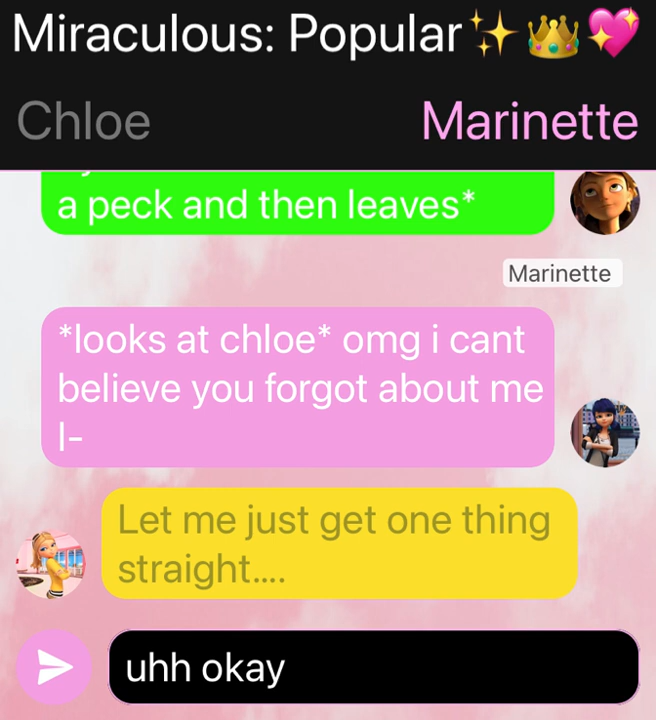 Miraculous: Popular✨👑💖
Chloe
Marinette
a peck and then leaves*
Marinette
*looks at chloe* omg i cant
believe you forgot about me
I-
Let me just get one thing
straight....
uhh okay